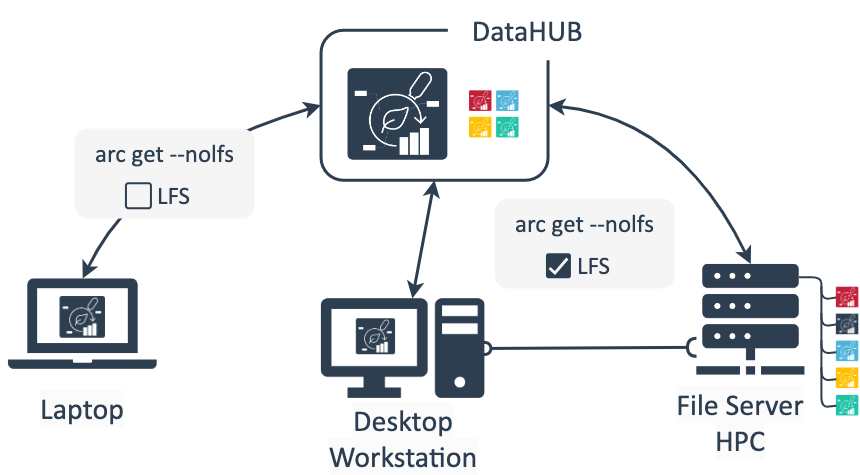 DataHUB
arc get --nolfs
LFS
arc get --nolfs
LFS
Laptop
Desktop
Workstation
File Server
HPC